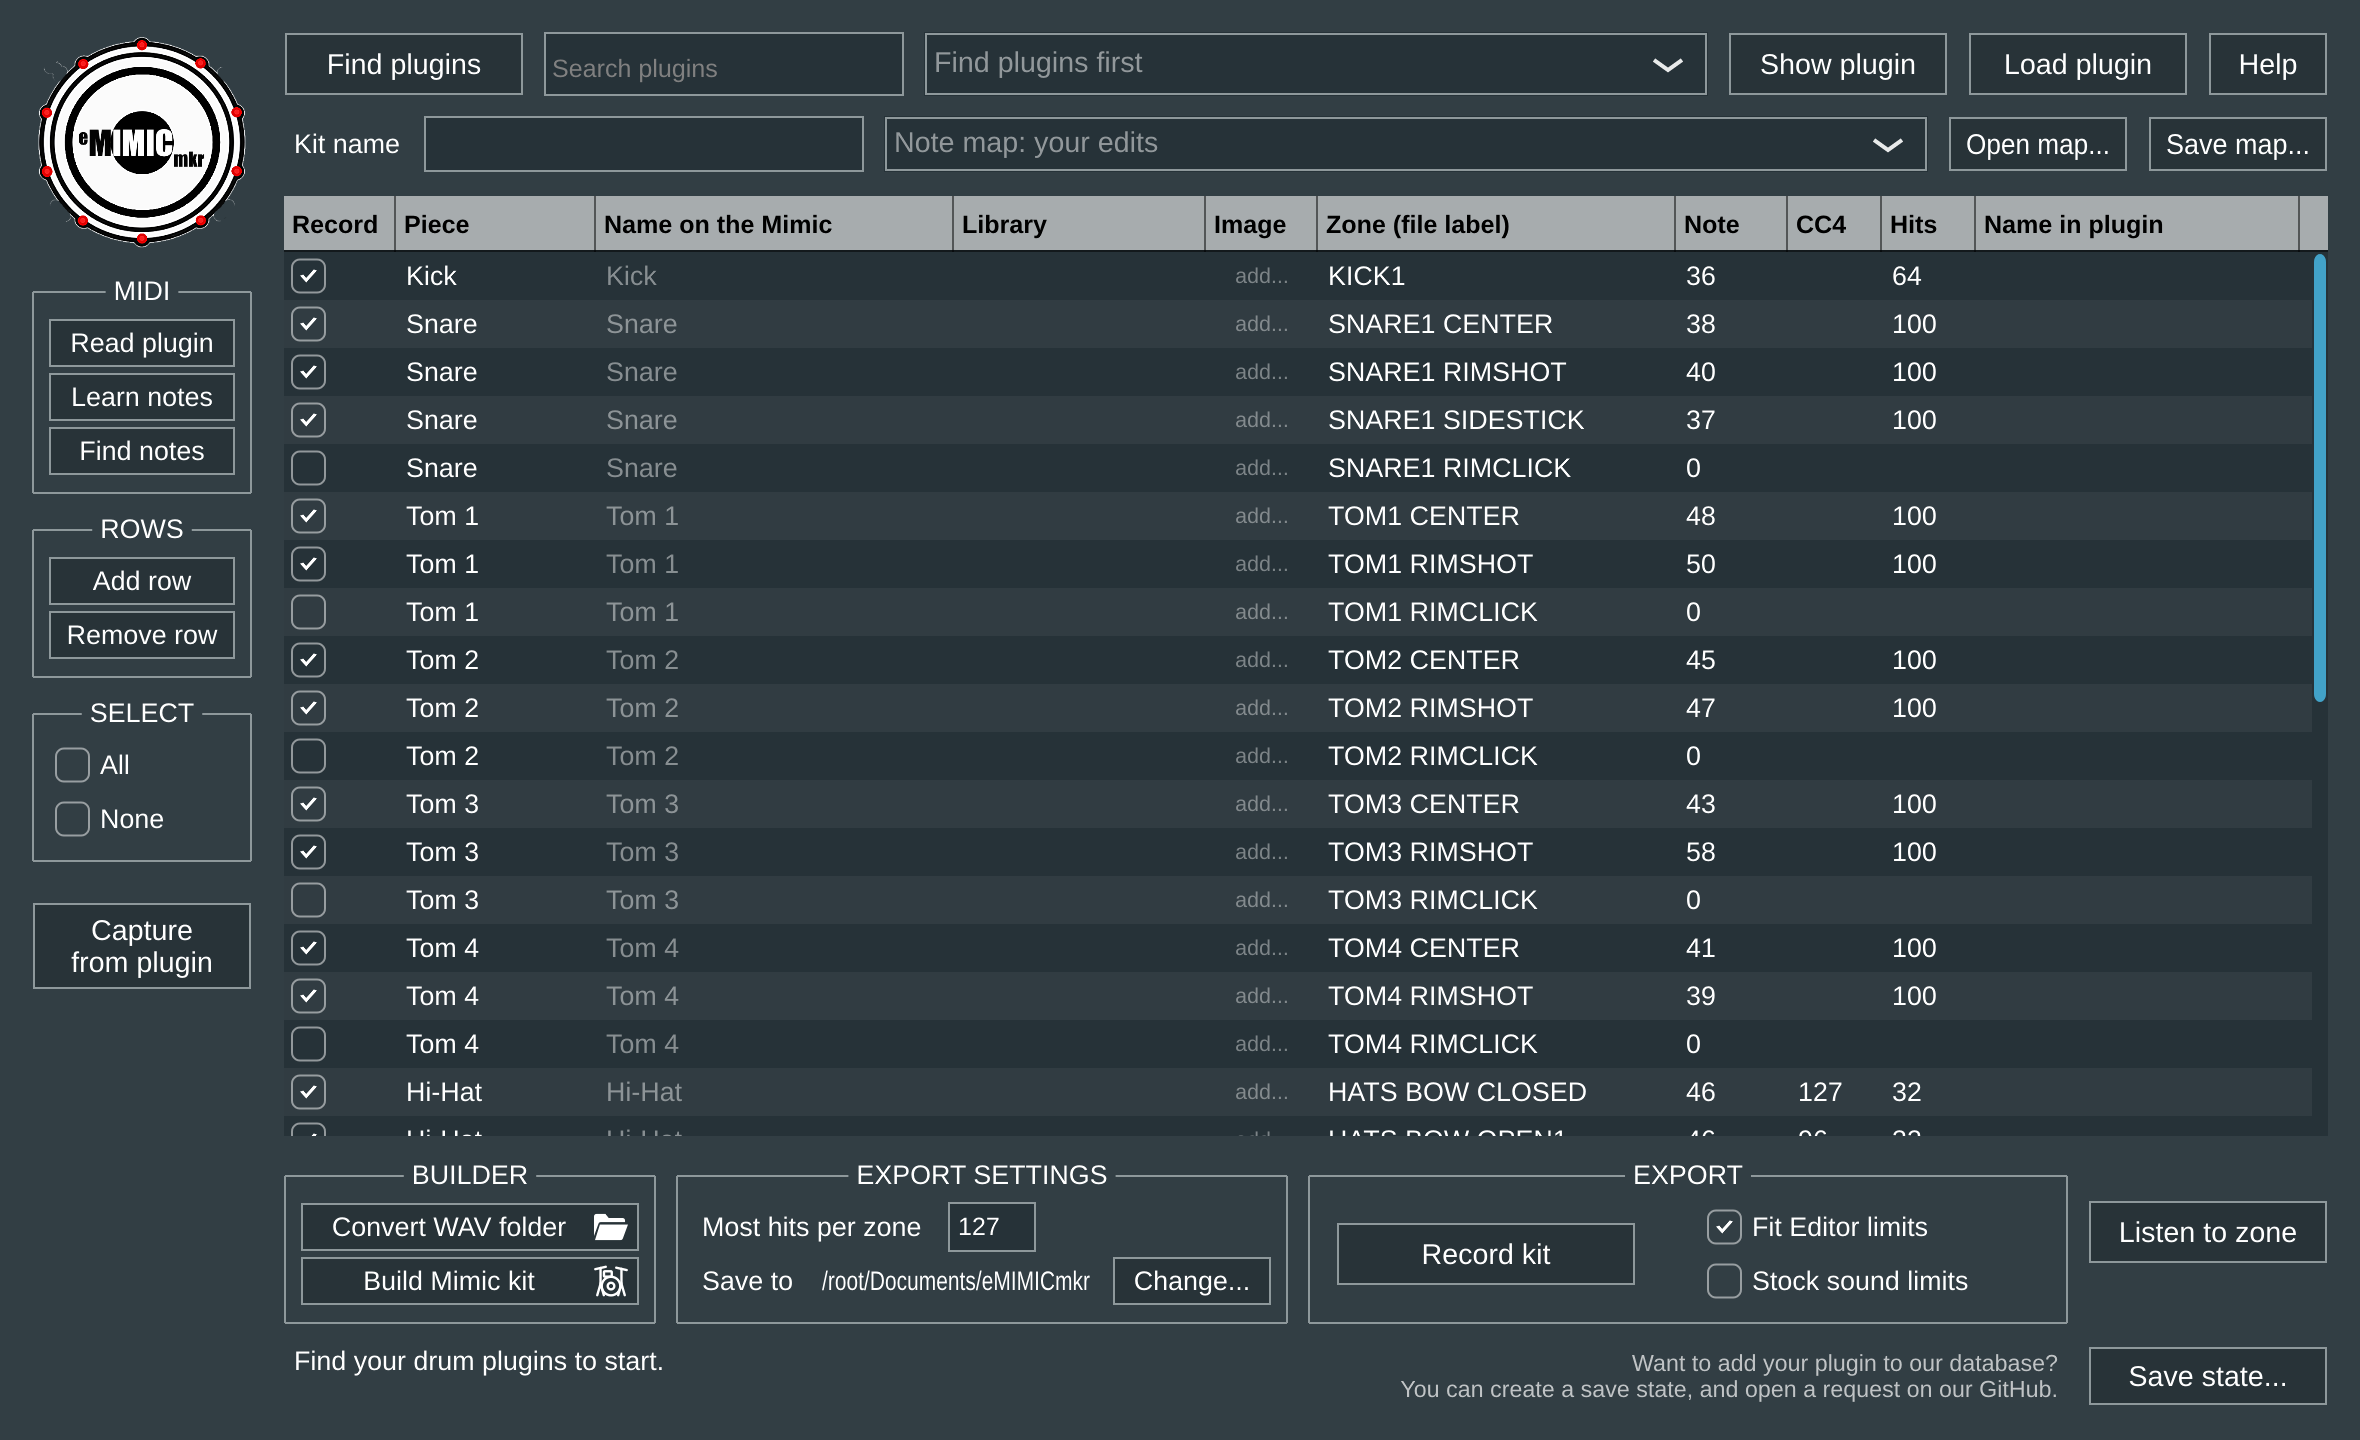 Find plugins
Search plugins
Find plugins first
Show plugin
Load plugin
Help
eMIMICmkr
Kit name
Note map: your edits
Open map...
Save map...
Record Piece Name on the Mimic Library Image Zone (file label) Note CC4 Hits Name in plugin
Kick Kick add... KICK1 36 64
Snare Snare add... SNARE1 CENTER 38 100
Snare Snare add... SNARE1 RIMSHOT 40 100
Snare Snare add... SNARE1 SIDESTICK 37 100
Snare Snare add... SNARE1 RIMCLICK 0
Tom 1 Tom 1 add... TOM1 CENTER 48 100
Tom 1 Tom 1 add... TOM1 RIMSHOT 50 100
Tom 1 Tom 1 add... TOM1 RIMCLICK 0
Tom 2 Tom 2 add... TOM2 CENTER 45 100
Tom 2 Tom 2 add... TOM2 RIMSHOT 47 100
Tom 2 Tom 2 add... TOM2 RIMCLICK 0
Tom 3 Tom 3 add... TOM3 CENTER 43 100
Tom 3 Tom 3 add... TOM3 RIMSHOT 58 100
Tom 3 Tom 3 add... TOM3 RIMCLICK 0
Tom 4 Tom 4 add... TOM4 CENTER 41 100
Tom 4 Tom 4 add... TOM4 RIMSHOT 39 100
Tom 4 Tom 4 add... TOM4 RIMCLICK 0
Hi-Hat Hi-Hat add... HATS BOW CLOSED 46 127 32
MIDI
Read plugin
Learn notes
Find notes
ROWS
Add row
Remove row
SELECT
All
None
Capture
from plugin
BUILDER
Convert WAV folder
Build Mimic kit
EXPORT SETTINGS
Most hits per zone 127
Save to /root/Documents/eMIMICmkr Change...
EXPORT
Record kit
Fit Editor limits
Stock sound limits
Listen to zone
Find your drum plugins to start.
Want to add your plugin to our database?
You can create a save state, and open a request on our GitHub.
Save state...